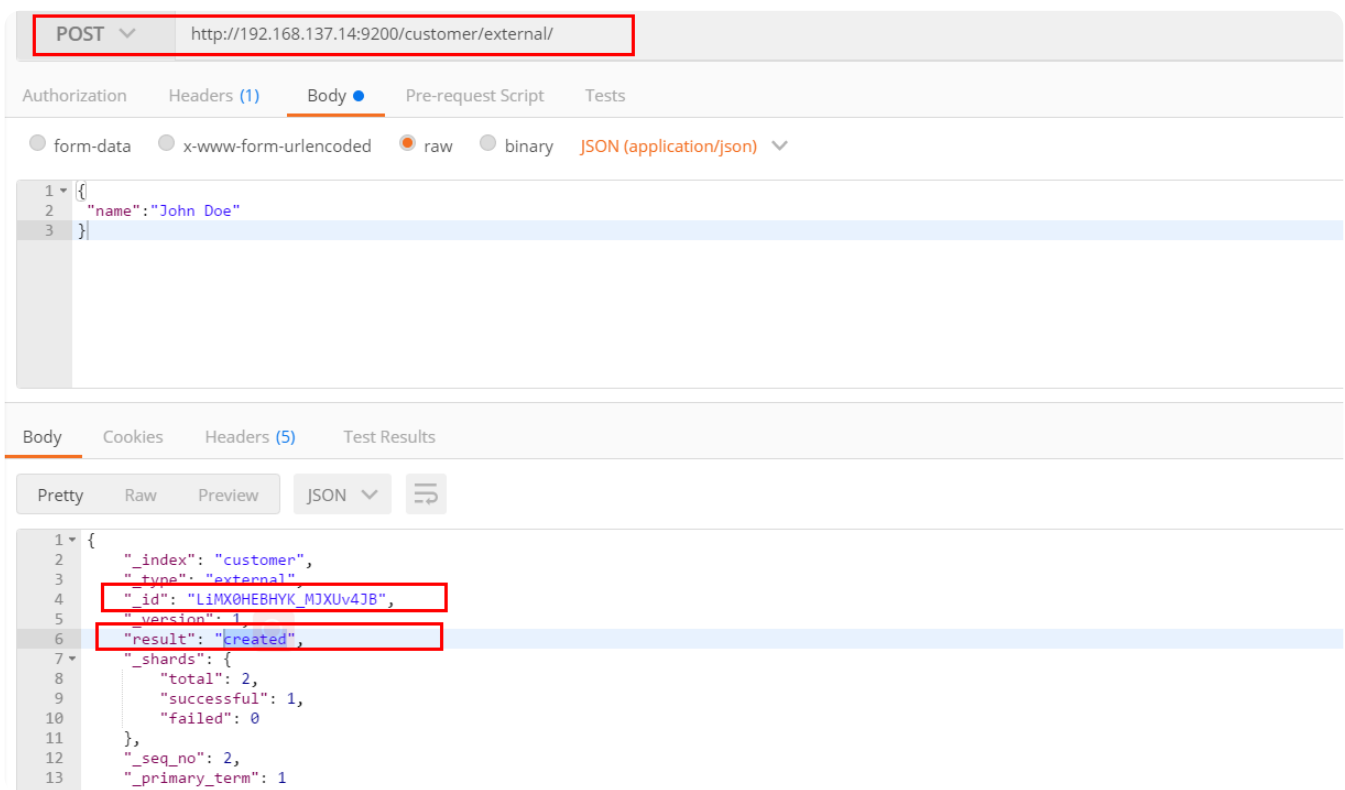 POST http://192.168.137.14:9200/customer/external/
Authorization Headers (1) Body Pre-request Script Tests
form-data x-www-form-urlencoded raw binary JSON (application/json)
1 {
2 "name":"John Doe"
3 }
Body Cookies Headers (5) Test Results
Pretty Raw Preview JSON
1 {
2 "_index": "customer",
3 "_type": "external",
4 "_id": "LiMX0HEBHYK_MJXUv4JB",
5 "_version": 1,
6 "result": "created",
7 "_shards": {
8 "total": 2,
9 "successful": 1,
10 "failed": 0
11 },
12 "_seq_no": 2,
13 "_primary_term": 1